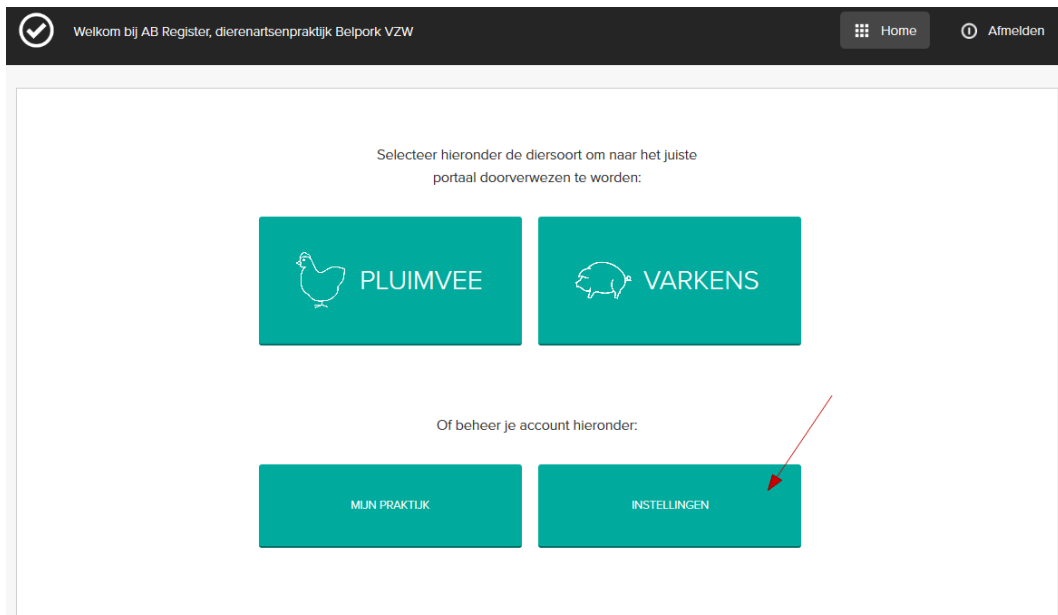 Welkom bij AB Register, dierenartsenpraktijk Belpork VZW
Home
Afmelden
Selecteer hieronder de diersoort om naar het juiste
portaal doorverwezen te worden:
PLUIMVEE
VARKENS
Of beheer je account hieronder:
MIJN PRAKTIJK
INSTELLINGEN